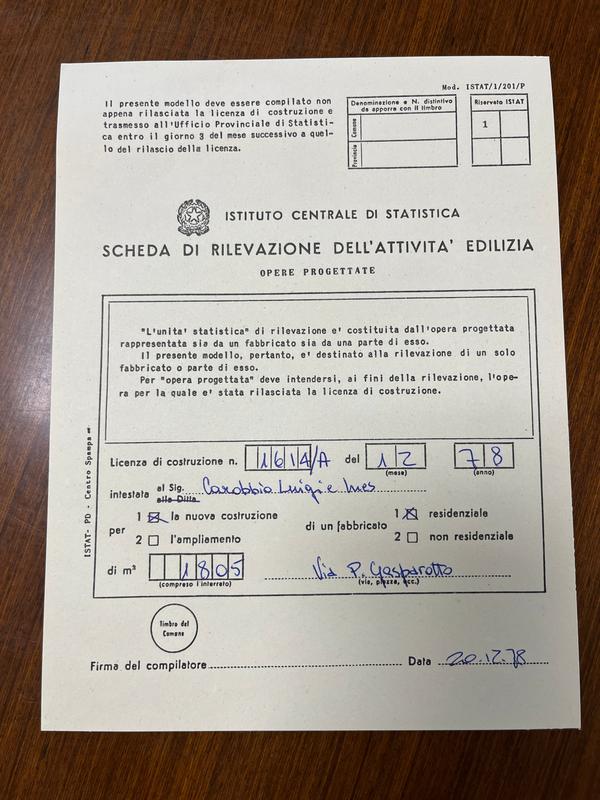 Mod. ISTAT/1/201/P
Il presente modello deve essere compilato non
appena rilasciata la licenza di costruzione e
trasmesso all'Ufficio Provinciale di Statisti-
ca entro il giorno 3 del mese successivo a quel-
lo del rilascio della licenza.
Denominazione e N. distintivo
da apporre con il timbro
Comune
Provincia
Riservato ISTAT
1
ISTITUTO CENTRALE DI STATISTICA
SCHEDA DI RILEVAZIONE DELL'ATTIVITA' EDILIZIA
OPERE PROGETTATE
"L'unita' statistica" di rilevazione e' costituita dall'opera progettata
rappresentata sia da un fabbricato sia da una parte di esso.
Il presente modello, pertanto, e' destinato alla rilevazione di un solo
fabbricato o parte di esso.
Per "opera progettata" deve intendersi, ai fini della rilevazione, l'ope-
ra per la quale e' stata rilasciata la licenza di costruzione.
Licenza di costruzione n. 1614/A del 12 78
(mese) (anno)
intestata al Sig. Carobbio Luigi e Ines
alla Ditta
1 la nuova costruzione 1 residenziale
per di un fabbricato
2 l'ampliamento 2 non residenziale
di m³ 1805 Via P. Gasparotto
(compreso l'interrato) (via, piazza, ecc.)
timbro del
Comune
Firma del compilatore Data 20.12.78
ISTAT - PD - Centro Stampa